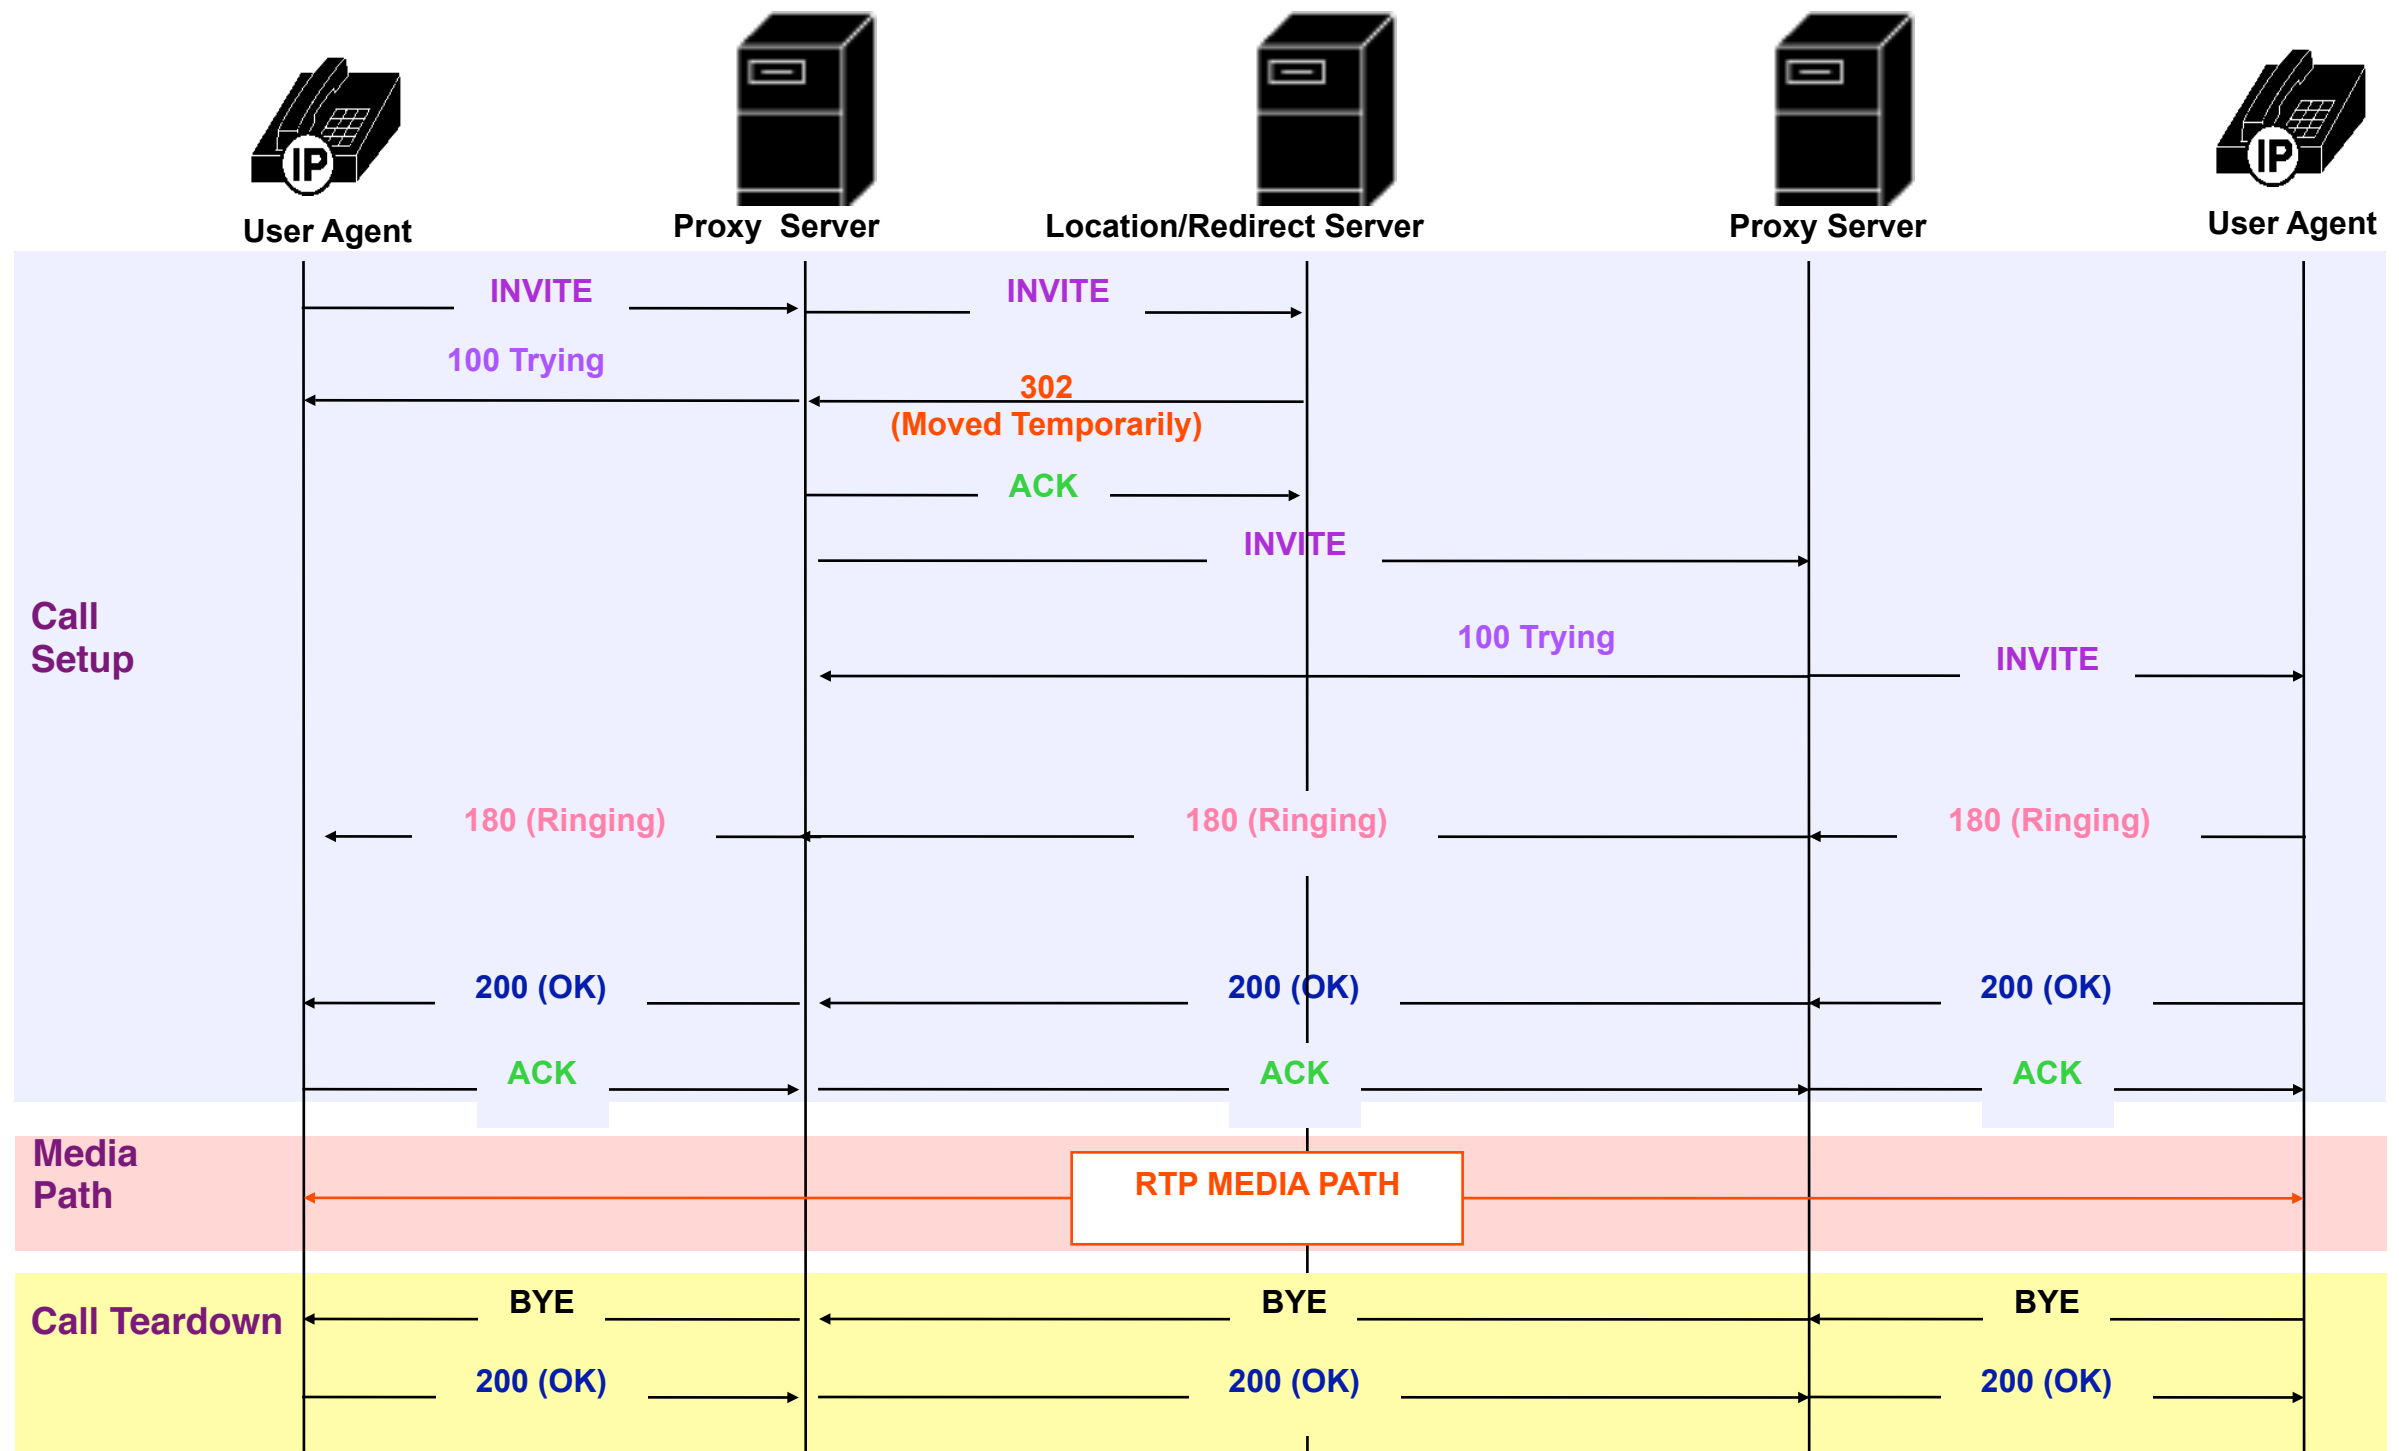 IP
IP
User Agent
Proxy  Server
Location/Redirect Server
Proxy Server
User Agent
INVITE
INVITE
100 Trying
302
(Moved Temporarily)
ACK
INVITE
Call
Setup
100 Trying
INVITE
180 (Ringing)
180 (Ringing)
180 (Ringing)
200 (OK)
200 (OK)
200 (OK)
ACK
ACK
ACK
Media
Path
RTP MEDIA PATH
Call Teardown
BYE
BYE
BYE
200 (OK)
200 (OK)
200 (OK)